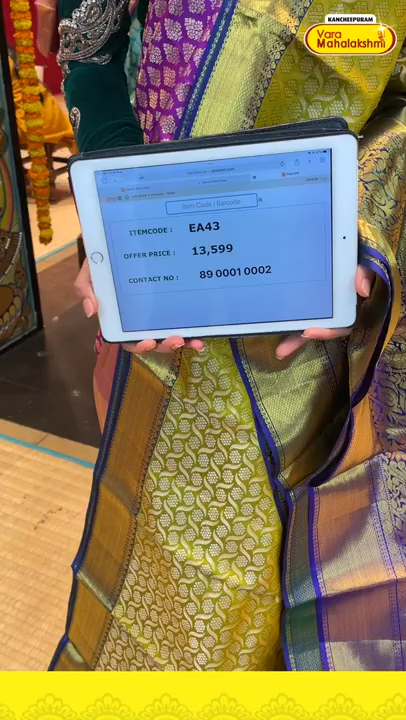 KANCHEEPURAM
Vara
Mahalakshmi
Item Code / Barcode
ITEMCODE : EA43
OFFER PRICE : 13,599
CONTACT NO : 89 0001 0002